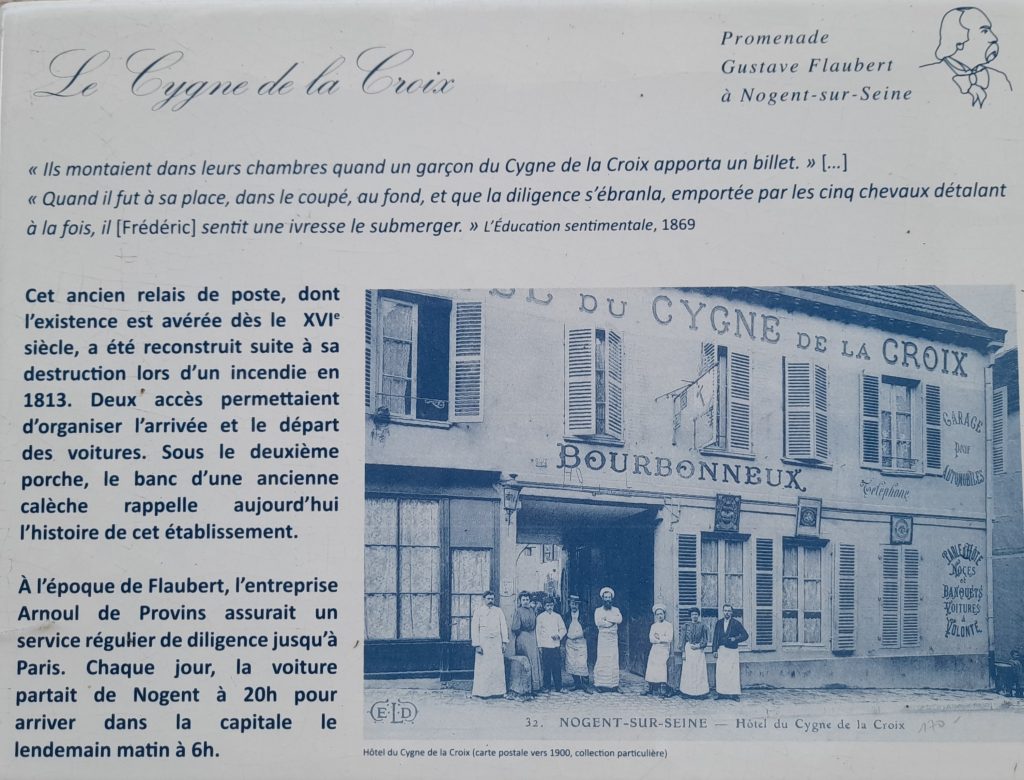 Le Cygne de la Croix
Promenade
Gustave Flaubert
à Nogent-sur-Seine
« Ils montaient dans leurs chambres quand un garçon du Cygne de la Croix apporta un billet. » [...]
« Quand il fut à sa place, dans le coupé, au fond, et que la diligence s’ébranla, emportée par les cinq chevaux détalant
à la fois, il [Frédéric] sentit une ivresse le submerger. » L’Éducation sentimentale, 1869
Cet ancien relais de poste, dont
l’existence est avérée dès le XVIe
siècle, a été reconstruit suite à sa
destruction lors d’un incendie en
1813. Deux accès permettaient
d’organiser l’arrivée et le départ
des voitures. Sous le deuxième
porche, le banc d’une ancienne
calèche rappelle aujourd’hui
l’histoire de cet établissement.
À l’époque de Flaubert, l’entreprise
Arnoul de Provins assurait un
service régulier de diligence jusqu’à
Paris. Chaque jour, la voiture
partait de Nogent à 20h pour
arriver dans la capitale le
lendemain matin à 6h.
DU CYGNE DE LA CROIX
BOURBONNEUX
GARAGE
pour
AUTOMOBILES
Téléphone
TABLE D'HÔTE
NOCES
et
BANQUETS
VOITURES
à
VOLONTÉ
ELD
32. NOGENT-SUR-SEINE — Hôtel du Cygne de la Croix
Hôtel du Cygne de la Croix (carte postale vers 1900, collection particulière)